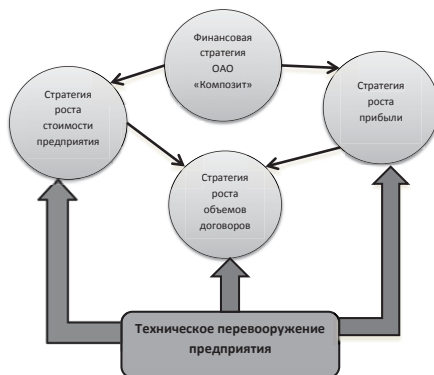 Финансовая
стратегия
ОАО
«Композит»
Стратегия
роста
стоимости
предприятия
Стратегия
роста
прибыли
Стратегия
роста
объемов
договоров
Техническое перевооружение
предприятия